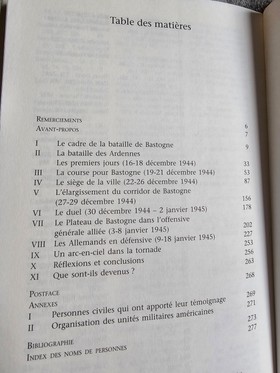 Table des matières
REMERCIEMENTS
AVANT-PROPOS 6
7
I Le cadre de la bataille de Bastogne 9
II La bataille des Ardennes
Les premiers jours (16-18 décembre 1944) 33
III La course pour Bastogne (19-21 décembre 1944) 53
IV Le siège de la ville (22-26 décembre 1944) 87
V L'élargissement du corridor de Bastogne
(27-29 décembre 1944) 156
VI Le duel (30 décembre 1944 – 2 janvier 1945) 178
VII Le Plateau de Bastogne dans l'offensive
générale alliée (3-8 janvier 1945) 202
VIII Les Allemands en défensive (9-18 janvier 1945) 227
IX Un arc-en-ciel dans la tornade 253
X Réflexions et conclusions 256
XI Que sont-ils devenus ? 263
268
POSTFACE
ANNEXES 269
I Personnes civiles qui ont apporté leur témoignage 271
II Organisation des unités militaires américaines 271
273
BIBLIOGRAPHIE
INDEX DES NOMS DE PERSONNES 277